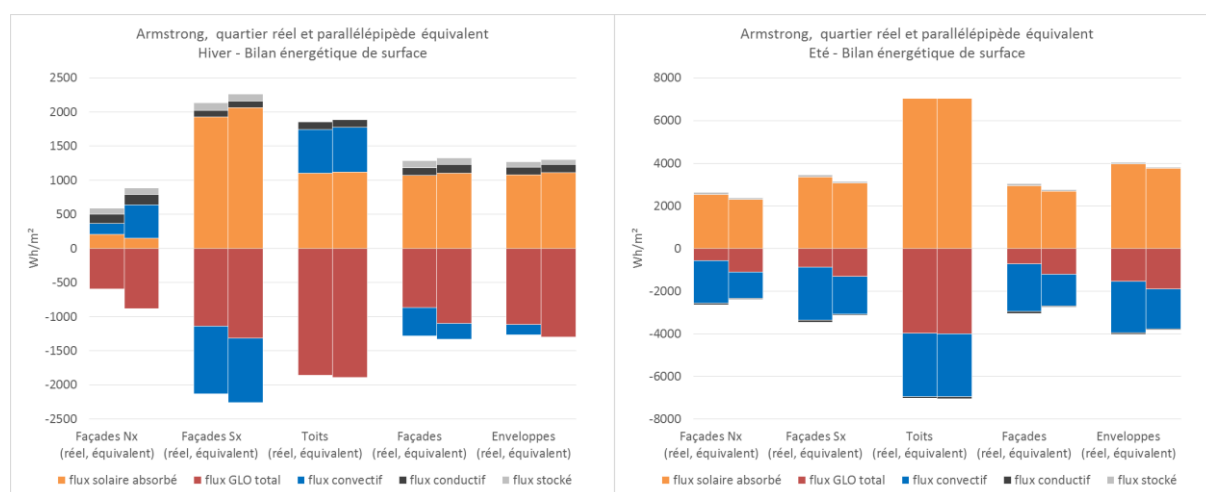 Armstrong, quartier réel et parallélépipède équivalent
Hiver - Bilan énergétique de surface
Wh/m²
2500
2000
1500
1000
500
0
-500
-1000
-1500
-2000
-2500
Façades Nx
(réel, équivalent)
Façades Sx
(réel, équivalent)
Toits
(réel, équivalent)
Façades
(réel, équivalent)
Enveloppes
(réel, équivalent)
flux solaire absorbé
flux GLO total
flux convectif
flux conductif
flux stocké
Armstrong, quartier réel et parallélépipède équivalent
Eté - Bilan énergétique de surface
Wh/m²
8000
6000
4000
2000
0
-2000
-4000
-6000
-8000
Façades Nx
(réel, équivalent)
Façades Sx
(réel, équivalent)
Toits
(réel, équivalent)
Façades
(réel, équivalent)
Enveloppes
(réel, équivalent)
flux solaire absorbé
flux GLO total
flux convectif
flux conductif
flux stocké